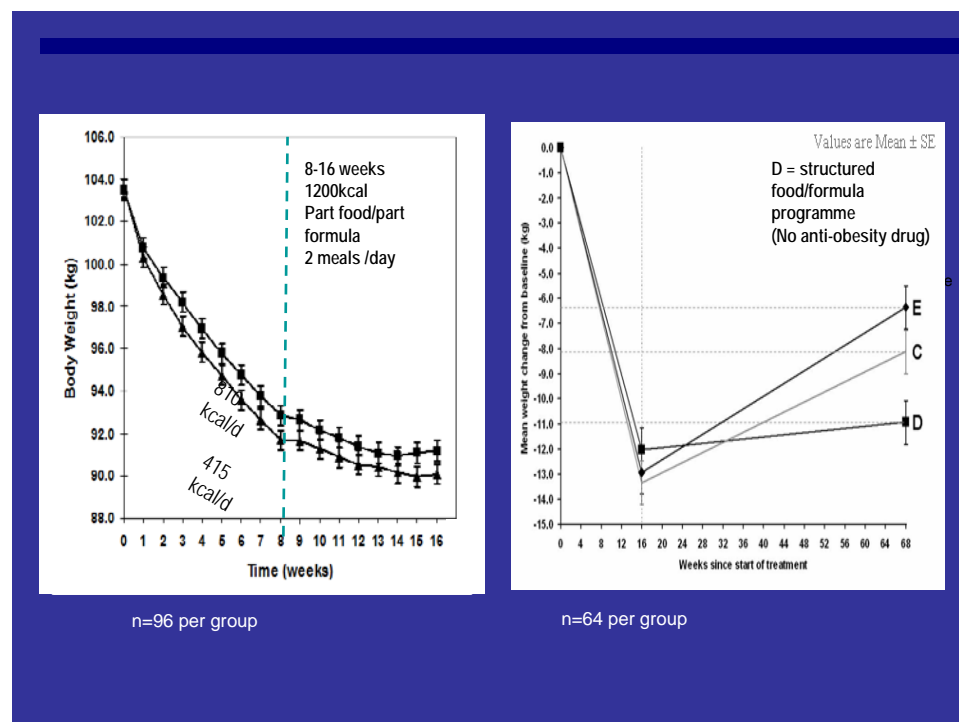 106.0
104.0
102.0
100.0
98.0
96.0
94.0
92.0
90.0
88.0
Body Weight (kg)
0 1 2 3 4 5 6 7 8 9 10 11 12 13 14 15 16
Time (weeks)
8-16 weeks
1200kcal
Part food/part
formula
2 meals /day
810
kcal/d
415
kcal/d
n=96 per group
Values are Mean ± SE
D = structured
food/formula
programme
(No anti-obesity drug)
e
0.0
-1.0
-2.0
-3.0
-4.0
-5.0
-6.0
-7.0
-8.0
-9.0
-10.0
-11.0
-12.0
-13.0
-14.0
-15.0
Mean weight change from baseline (kg)
E
C
D
0 4 8 12 16 20 24 28 32 36 40 44 48 52 56 60 64 68
Weeks since start of treatment
n=64 per group